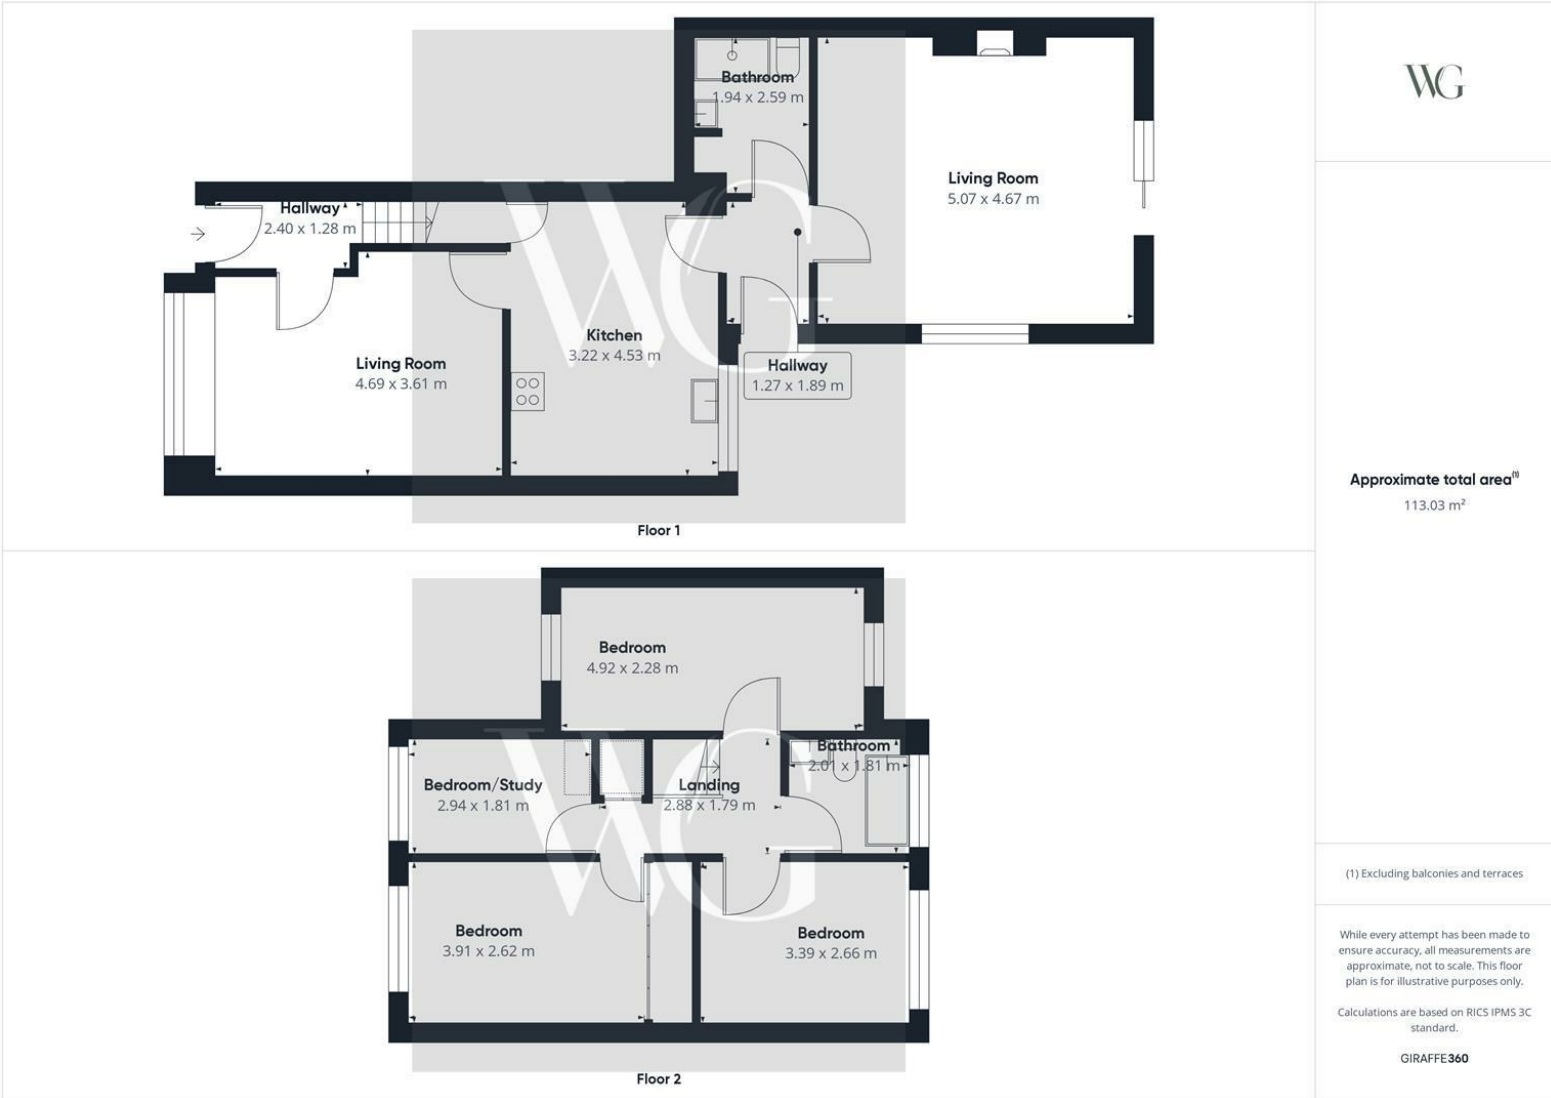 Bathroom
1.94 x 2.59 m
Living Room
5.07 x 4.67 m
Hallway
2.40 x 1.28 m
Kitchen
3.22 x 4.53 m
Living Room
4.69 x 3.61 m
Hallway
1.27 x 1.89 m
Floor 1
Bedroom
4.92 x 2.28 m
Bathroom
2.01 x 1.81 m
Bedroom/Study
2.94 x 1.81 m
Landing
2.88 x 1.79 m
Bedroom
3.91 x 2.62 m
Bedroom
3.39 x 2.66 m
Floor 2
WG
WG
WG
Approximate total area(1)
113.03 m²
(1) Excluding balconies and terraces
While every attempt has been made to
ensure accuracy, all measurements are
approximate, not to scale. This floor
plan is for illustrative purposes only.
Calculations are based on RICS IPMS 3C
standard.
GIRAFFE360